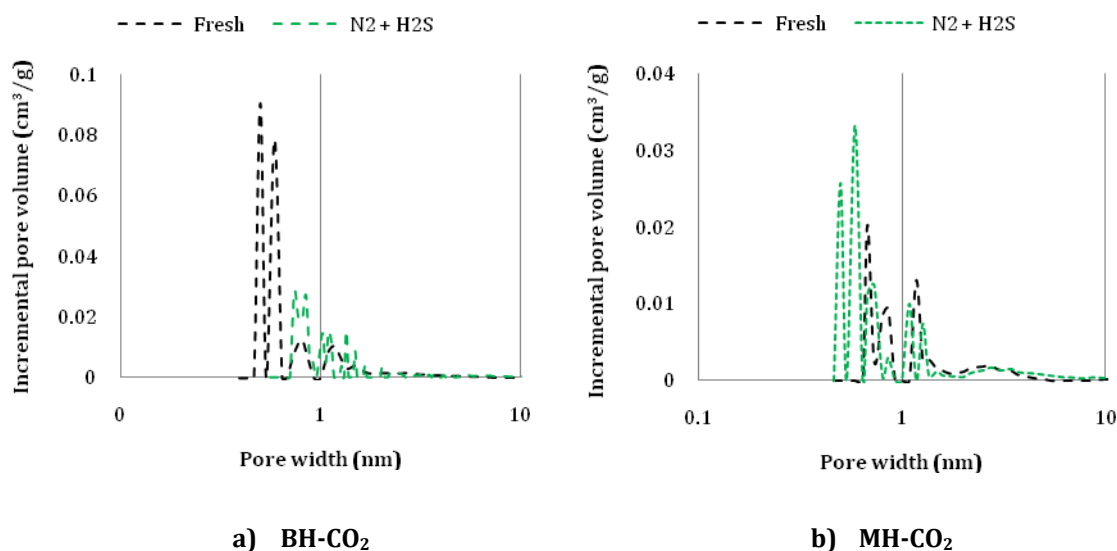 Fresh N2 + H2S
Incremental pore volume (cm³/g)
0.1
0.08
0.06
0.04
0.02
0
0 1 10
Pore width (nm)
a) BH-CO₂
Fresh N2 + H2S
Incremental pore volume (cm³/g)
0.04
0.03
0.02
0.01
0
0.1 1 10
Pore width (nm)
b) MH-CO₂